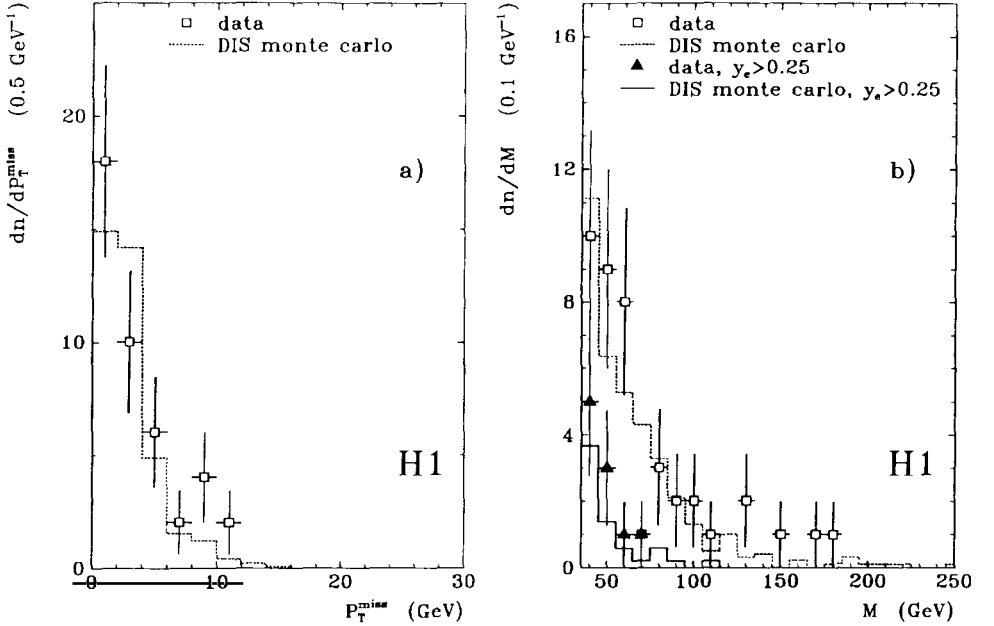 dn/dP_T^miss (0.5 GeV⁻¹)
data
DIS monte carlo
a)
H1
20
10
0
0 10 20 30
P_T^miss (GeV)
dn/dM (0.1 GeV⁻¹)
data
DIS monte carlo
data, y_e>0.25
DIS monte carlo, y_e>0.25
b)
H1
16
12
8
4
0
50 100 150 200 250
M (GeV)